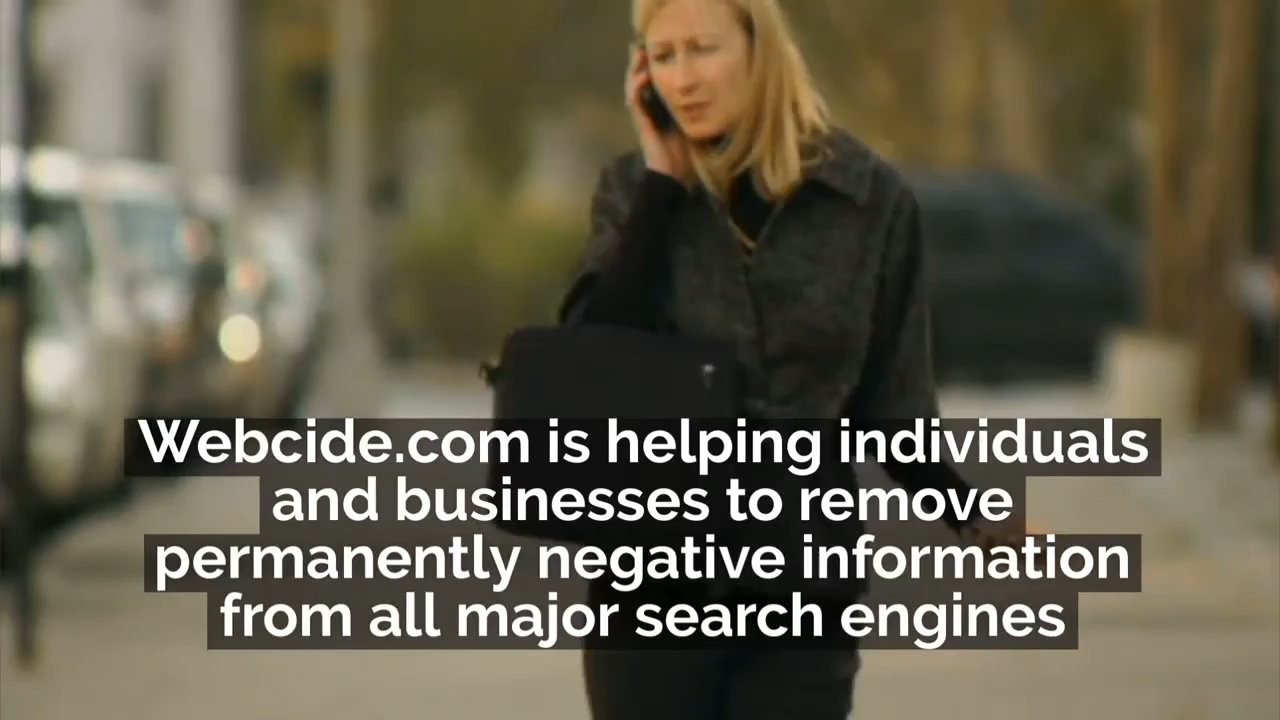 Webcide.com is helping individuals
and businesses to remove
permanently negative information
from all major search engines